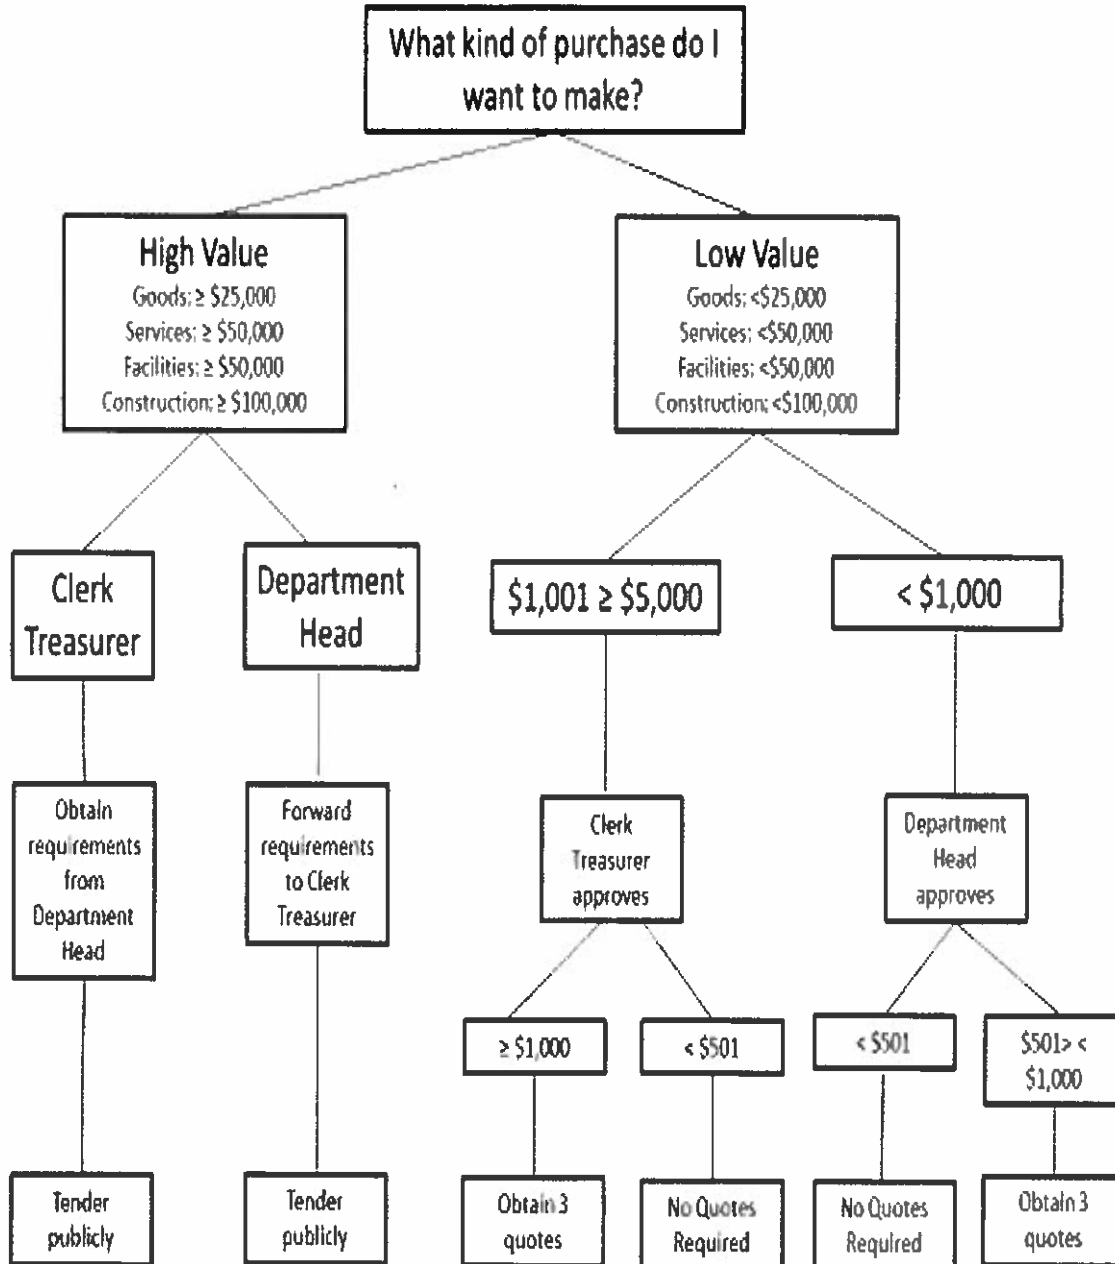 What kind of purchase do I
want to make?
High Value
Goods: ≥ $25,000
Services: ≥ $50,000
Facilities: ≥ $50,000
Construction: ≥ $100,000
Low Value
Goods: <$25,000
Services: <$50,000
Facilities: <$50,000
Construction: <$100,000
Clerk
Treasurer
Department
Head
$1,001 ≥ $5,000
< $1,000
Obtain
requirements
from
Department
Head
Forward
requirements
to Clerk
Treasurer
Clerk
Treasurer
approves
Department
Head
approves
≥ $1,000
< $501
< $501
$501> <
$1,000
Tender
publicly
Tender
publicly
Obtain 3
quotes
No Quotes
Required
No Quotes
Required
Obtain 3
quotes